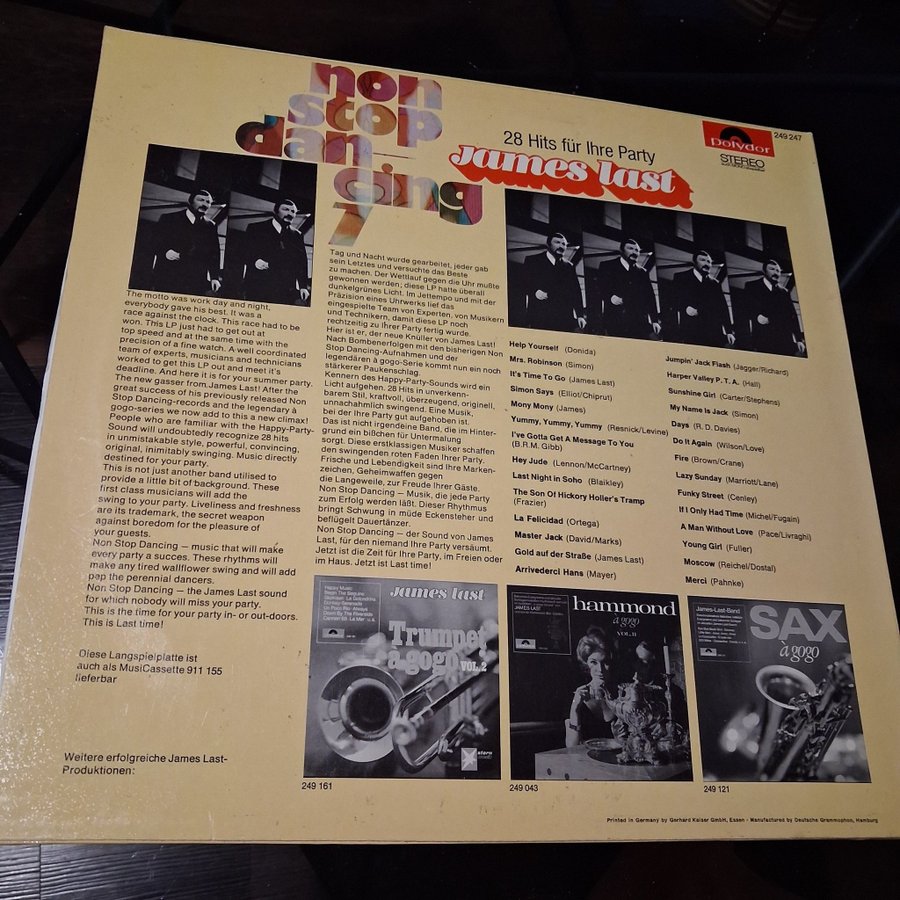 non
stop
dan-
cing
7
28 Hits für Ihre Party
james last
polydor
STEREO
249 247
The motto was work day and night,
everybody gave his best. It was a
race against the clock. This race had to be
won. This LP just had to get out at
top speed and at the same time with the
precision of a fine watch. A well coordinated
team of experts, musicians and technicians
worked to get this LP out and meet it's
deadline. And here it is for your summer party.
The new gasser from James Last! After the
great success of his previously released Non
Stop Dancing-records and the legendary à
gogo-series we now add to this a new climax!
People who are familiar with the Happy-Party-
Sound will undoubtedly recognize 28 hits
in unmistakable style, powerful, convincing,
original, inimitably swinging. Music directly
destined for your party.
This is not just another band utilised to
provide a little bit of background. These
first class musicians will add the
swing to your party. Liveliness and freshness
are its trademark, the secret weapon
against boredom for the pleasure of
your guests.
Non Stop Dancing – music that will make
every party a succes. These rhythms will
make any tired wallflower swing and will add
pep the perennial dancers.
Non Stop Dancing – the James Last sound
for which nobody will miss your party.
This is the time for your party in- or out-doors.
This is Last time!
Diese Langspielplatte ist
auch als MusiCassette 911 155
lieferbar
Weitere erfolgreiche James Last-
Produktionen:
Tag und Nacht wurde gearbeitet, jeder gab
sein Letztes und versuchte das Beste
zu machen. Der Wettlauf gegen die Uhr mußte
gewonnen werden; diese LP hatte überall
dunkelgrünes Licht. Im Jettempo und mit der
Präzision eines Uhrwerks lief das
eingespielte Team von Experten, von Musikern
und Technikern, damit diese LP noch
rechtzeitig zu Ihrer Party fertig wurde.
Hier ist er, der neue Knüller von James Last!
Nach Bombenerfolgen mit den bisherigen Non
Stop Dancing-Aufnahmen und der
legendären à gogo-Serie kommt nun ein noch
stärkerer Paukenschlag.
Kennern des Happy-Party-Sounds wird ein
Licht aufgehen. 28 Hits in unverkenn-
barem Stil, kraftvoll, überzeugend, originell,
unnachahmlich swingend. Eine Musik,
bei der Ihre Party gut aufgehoben ist.
Das ist nicht irgendeine Band, die im Hinter-
grund ein bißchen für Untermalung
sorgt. Diese erstklassigen Musiker schaffen
den swingenden roten Faden Ihrer Party.
Frische und Lebendigkeit sind Ihre Marken-
zeichen, Geheimwaffen gegen
die Langeweile, zur Freude Ihrer Gäste.
Non Stop Dancing – Musik, die jede Party
zum Erfolg werden läßt. Dieser Rhythmus
bringt Schwung in müde Eckensteher und
beflügelt Dauertänzer.
Non Stop Dancing – der Sound von James
Last, für den niemand Ihre Party versäumt.
Jetzt ist die Zeit für Ihre Party, im Freien oder
im Haus. Jetzt ist Last time!
Help Yourself (Donida)
Mrs. Robinson (Simon)
It's Time To Go (James Last)
Simon Says (Elliot/Chiprut)
Mony Mony (James)
Yummy, Yummy, Yummy (Resnick/Levine)
I've Gotta Get A Message To You
(B.R.M. Gibb)
Hey Jude (Lennon/McCartney)
Last Night in Soho (Blaikley)
The Son Of Hickory Holler's Tramp
(Frazier)
La Felicidad (Ortega)
Master Jack (David/Marks)
Gold auf der Straße (James Last)
Arrivederci Hans (Mayer)
Jumpin' Jack Flash (Jagger/Richard)
Harper Valley P. T. A. (Hall)
Sunshine Girl (Carter/Stephens)
My Name is Jack (Simon)
Days (R. D. Davies)
Do It Again (Wilson/Love)
Fire (Brown/Crane)
Lazy Sunday (Marriott/Lane)
Funky Street (Cenley)
If I Only Had Time (Michel/Fugain)
A Man Without Love (Pace/Livraghi)
Young Girl (Fuller)
Moscow (Reichel/Dostal)
Merci (Pahnke)
james last
Trumpet
à gogo VOL. 2
stern
249 161
JAMES LAST
hammond
à gogo
VOL. II
249 043
James-Last-Band
SAX
à gogo
249 121
Printed in Germany by Gerhard Kaiser GmbH, Essen · Manufactured by Deutsche Grammophon, Hamburg